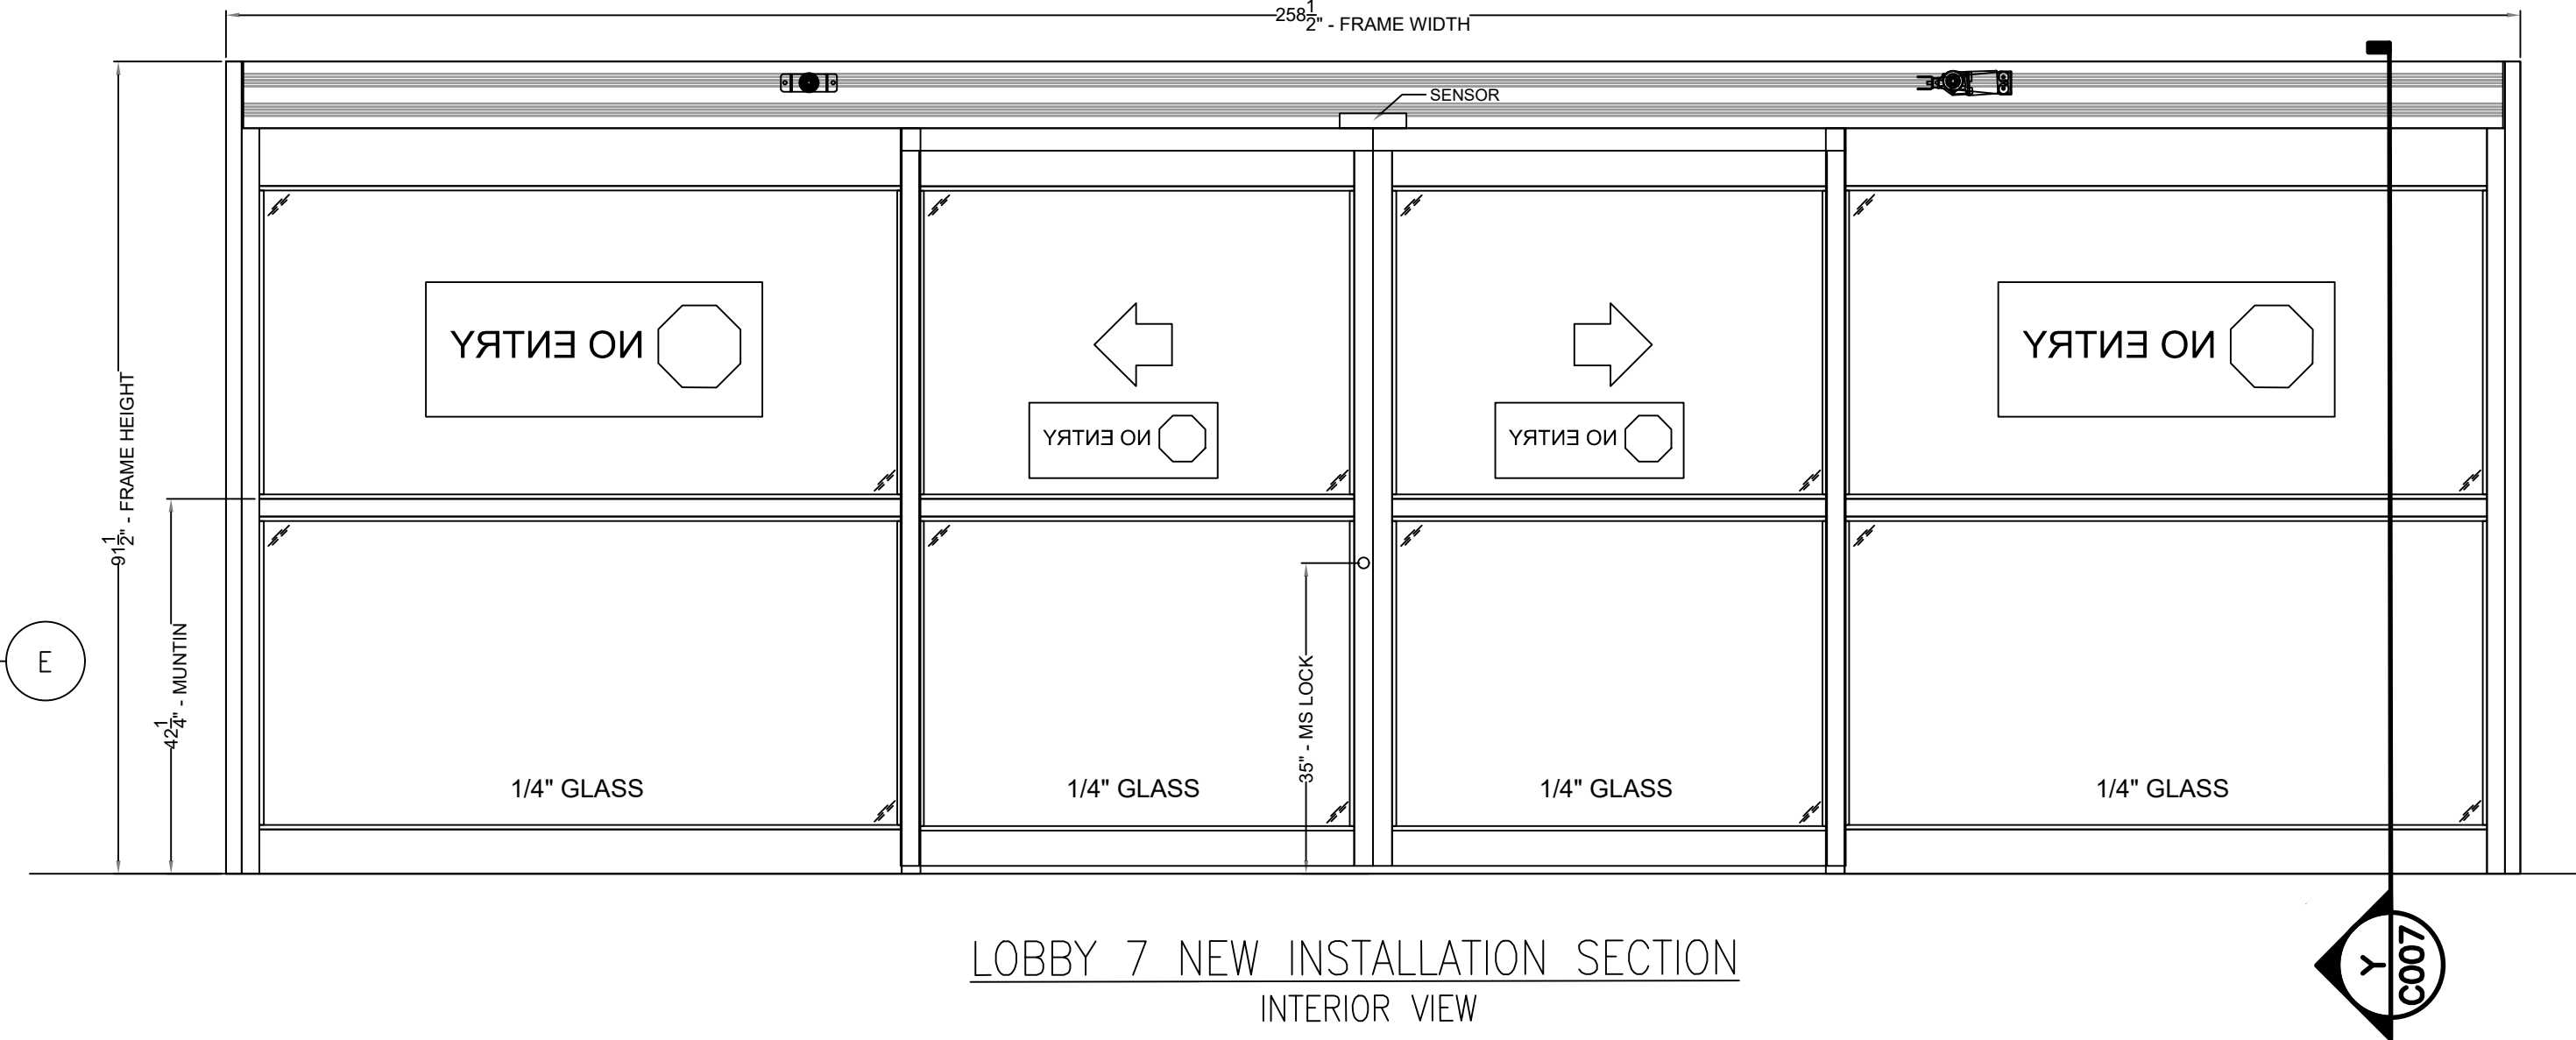 258 1/2" - FRAME WIDTH
SENSOR
NO ENTRY
NO ENTRY
NO ENTRY
NO ENTRY
91 1/2" - FRAME HEIGHT
42 1/4" - MUNTIN
35" - MS LOCK
E
1/4" GLASS
1/4" GLASS
1/4" GLASS
1/4" GLASS
LOBBY 7 NEW INSTALLATION SECTION
INTERIOR VIEW
Y
C007